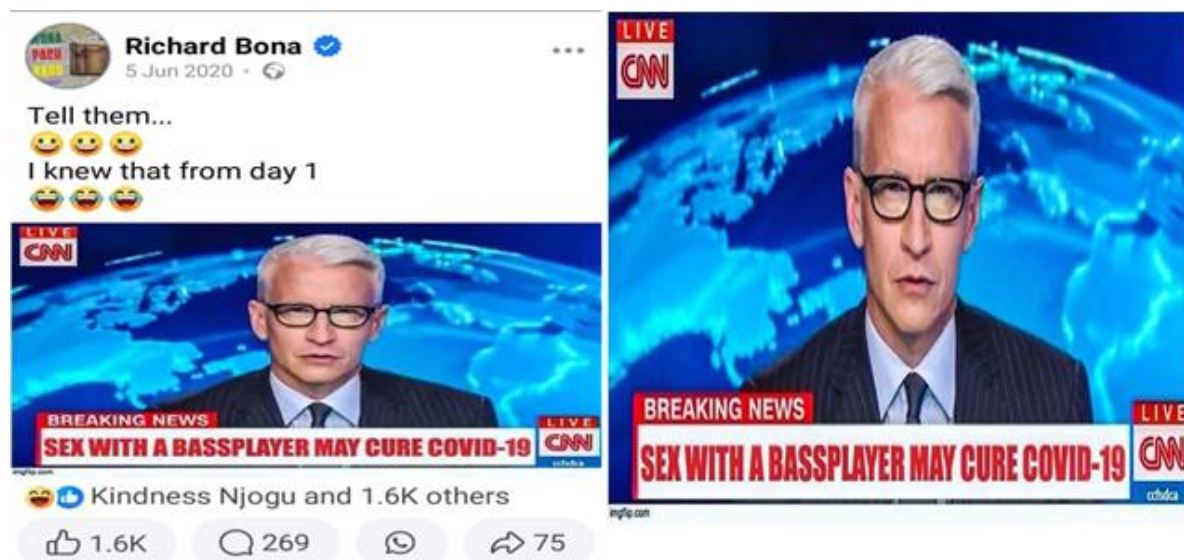 Richard Bona
5 Jun 2020 ·
Tell them...
I knew that from day 1
LIVE
CNN
BREAKING NEWS
SEX WITH A BASSPLAYER MAY CURE COVID-19
LIVE
CNN
imgflip.com
Kindness Njogu and 1.6K others
1.6K
269
75
LIVE
CNN
BREAKING NEWS
SEX WITH A BASSPLAYER MAY CURE COVID-19
LIVE
CNN
imgflip.com